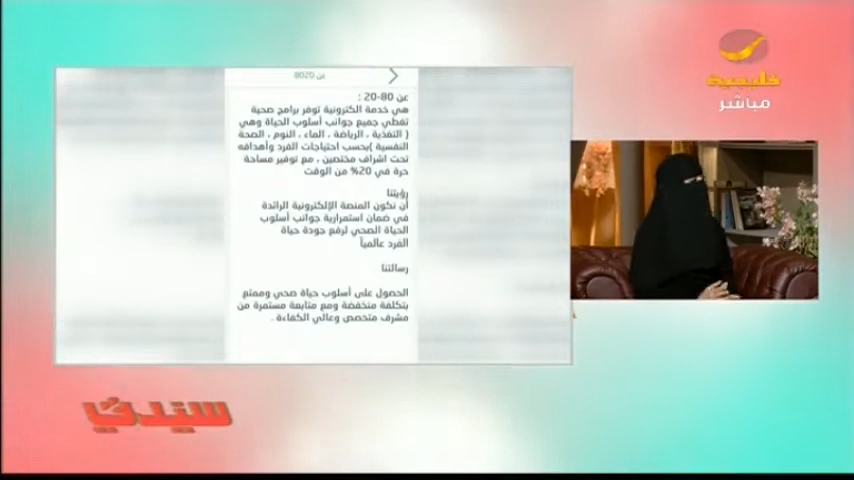 عن 8020
عن 80-20 :
هي خدمة الكترونية توفر برامج صحية
تغطي جميع جوانب أسلوب الحياة وهي
( التغذية ، الرياضة ، الماء ، النوم ، الصحة
النفسية )بحسب احتياجات الفرد وأهدافه
تحت اشراف مختصين ، مع توفير مساحة
حرة في 20% من الوقت
رؤيتنا
أن نكون المنصة الإلكترونية الرائدة
في ضمان استمرارية جوانب أسلوب
الحياة الصحي لرفع جودة حياة
الفرد عالمياً
رسالتنا
الحصول على أسلوب حياة صحي وممتع
بتكلفة منخفضة ومع متابعة مستمرة من
مشرف متخصص وعالي الكفاءة .
خليجية
مباشر
سيدتي